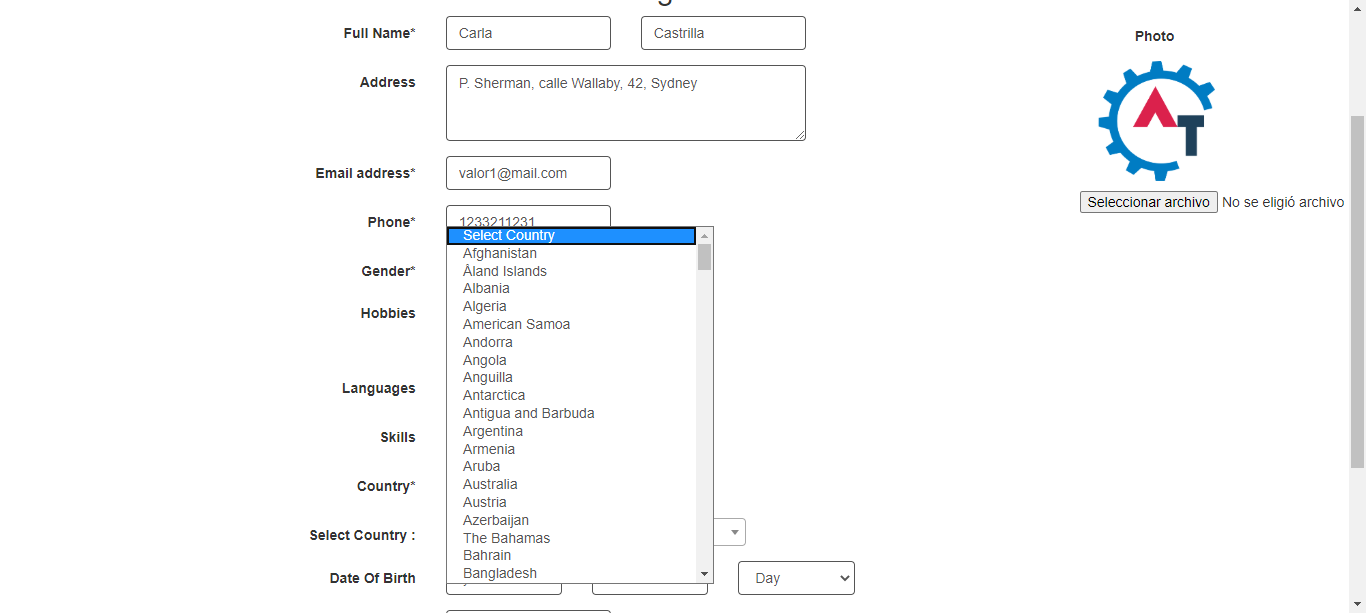 Full Name* Carla Castrilla
Photo
Address P. Sherman, calle Wallaby, 42, Sydney
AT
Email address* valor1@mail.com
Seleccionar archivo No se eligió archivo
Phone* 1233211231
Select Country
Afghanistan
Gender* Åland Islands
Albania
Hobbies Algeria
American Samoa
Andorra
Angola
Anguilla
Languages Antarctica
Antigua and Barbuda
Skills Argentina
Armenia
Aruba
Country* Australia
Austria
Azerbaijan
Select Country : The Bahamas
Bahrain
Date Of Birth Bangladesh Day